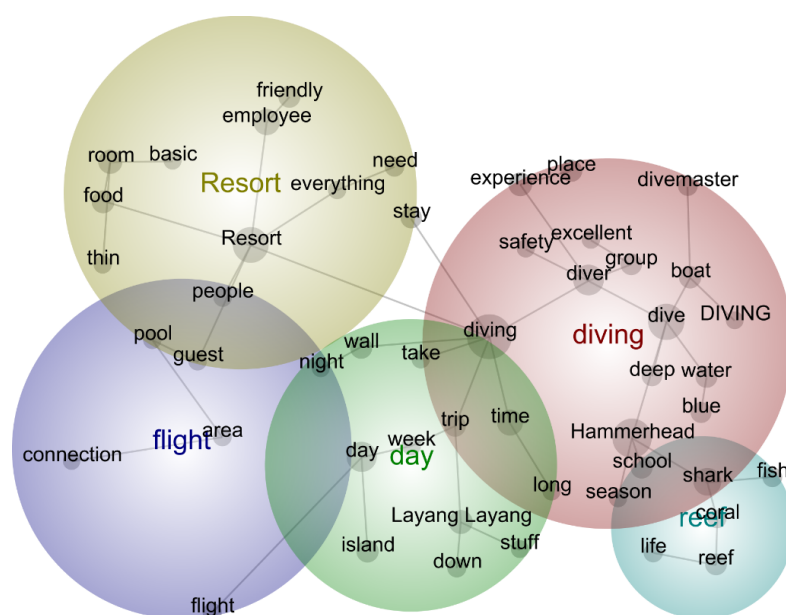 friendly
employee
room
basic
need
place
experience
divemaster
Resort
everything
food
stay
Resort
excellent
safety
group
thin
diver
boat
people
dive
DIVING
pool
wall
diving
diving
guest
night
take
deep
water
blue
trip
time
area
Hammerhead
flight
connection
day
week
day
school
shark
fish
season
long
Layang Layang
coral
reef
island
stuff
down
life
reef
flight